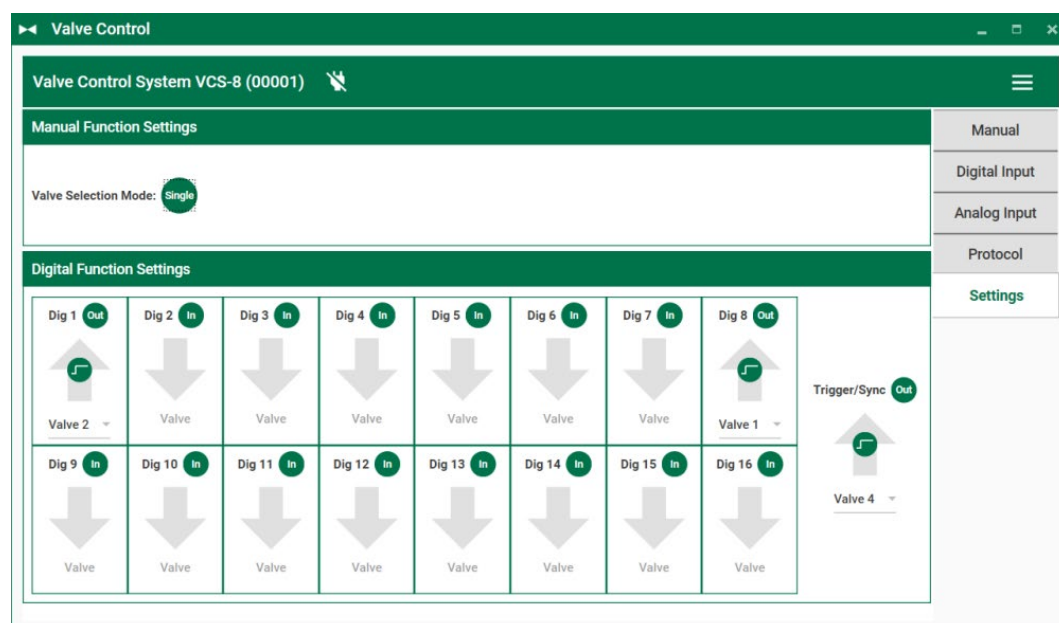 Valve Control
Valve Control System VCS-8 (00001)
Manual Function Settings
Valve Selection Mode: Single
Digital Function Settings
Dig 1 Out Dig 2 In Dig 3 In Dig 4 In Dig 5 In Dig 6 In Dig 7 In Dig 8 Out
Valve 2 Valve Valve Valve Valve Valve Valve Valve 1
Dig 9 In Dig 10 In Dig 11 In Dig 12 In Dig 13 In Dig 14 In Dig 15 In Dig 16 In
Valve Valve Valve Valve Valve Valve Valve Valve
Trigger/Sync Out
Valve 4
Manual
Digital Input
Analog Input
Protocol
Settings